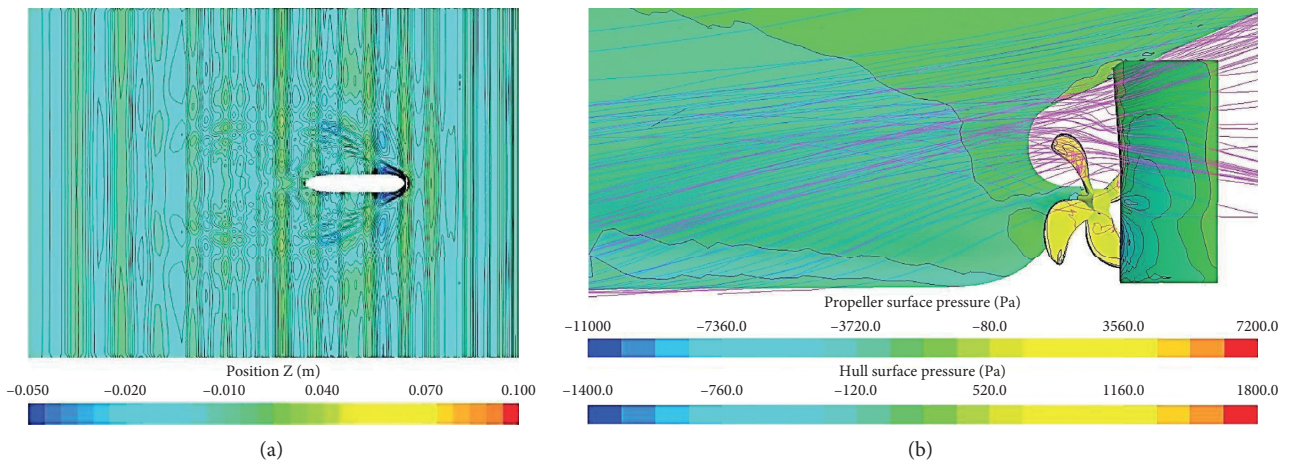 Position Z (m)
−0.050 −0.020 −0.010 0.040 0.070 0.100
(a)
Propeller surface pressure (Pa)
−11000 −7360.0 −3720.0 −80.0 3560.0 7200.0
Hull surface pressure (Pa)
−1400.0 −760.0 −120.0 520.0 1160.0 1800.0
(b)